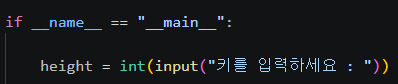 if __name__ == "__main__":
height = int(input("키를 입력하세요 : "))